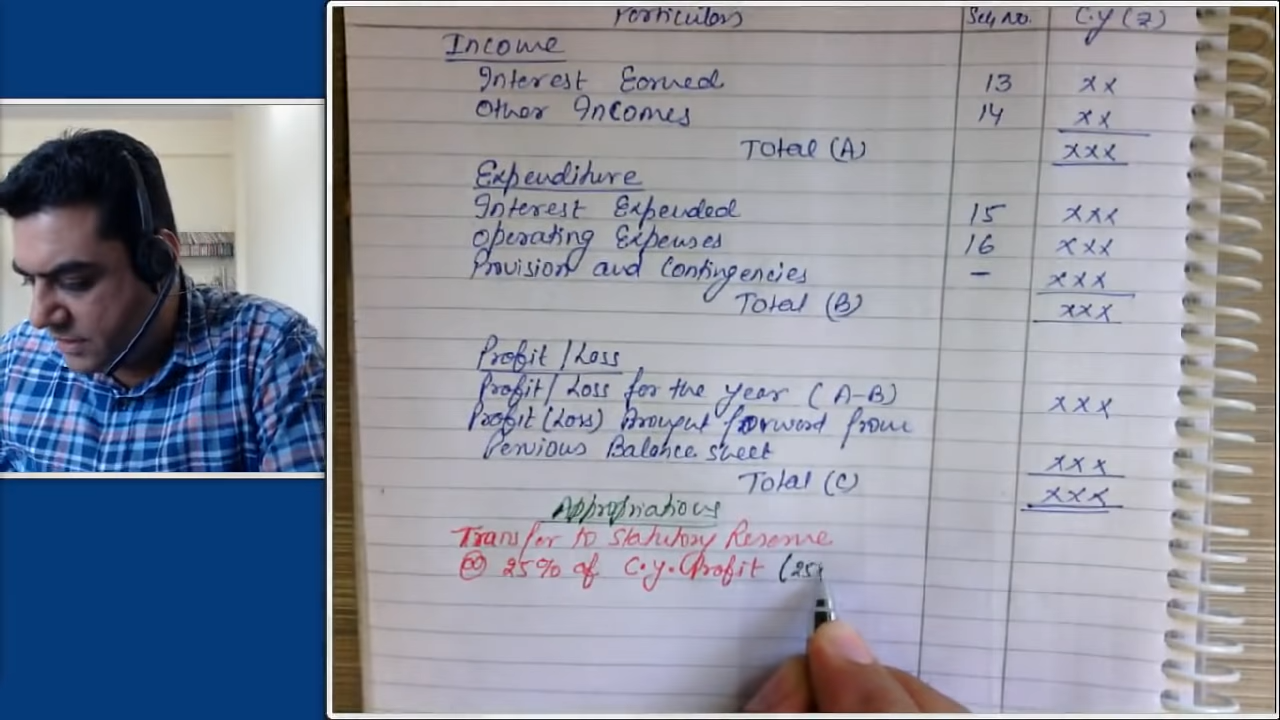 Particulars Sch. No. C.Y (₹)
Income
Interest Earned 13 xx
Other Incomes 14 xx
Total (A) xxx
Expenditure
Interest Expended 15 xxx
Operating Expenses 16 xxx
Provision and Contingencies - xxx
Total (B) xxx
Profit / Loss
Profit / Loss for the year (A-B) xxx
Profit (Loss) Brought forward from
Pervious Balance sheet xxx
Total (C) xxx
Appropriations
Transfer to Statutory Reserve
@ 25% of C.y. Profit (25